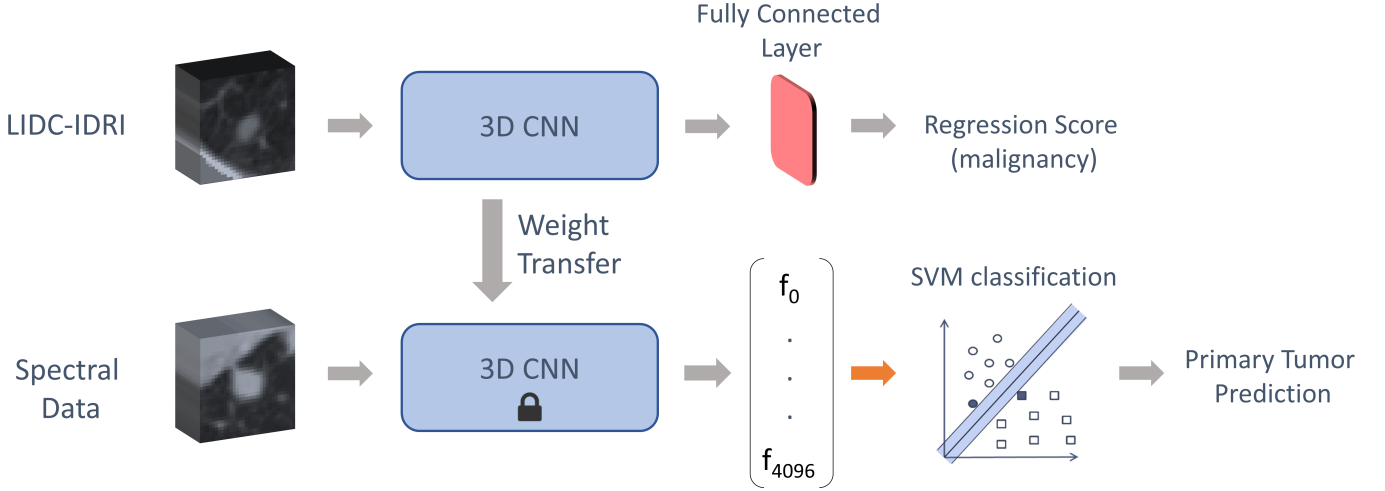 Fully Connected
Layer
LIDC-IDRI
3D CNN
Regression Score
(malignancy)
Weight
Transfer
Spectral
Data
3D CNN
f0
.
.
.
f4096
SVM classification
Primary Tumor
Prediction